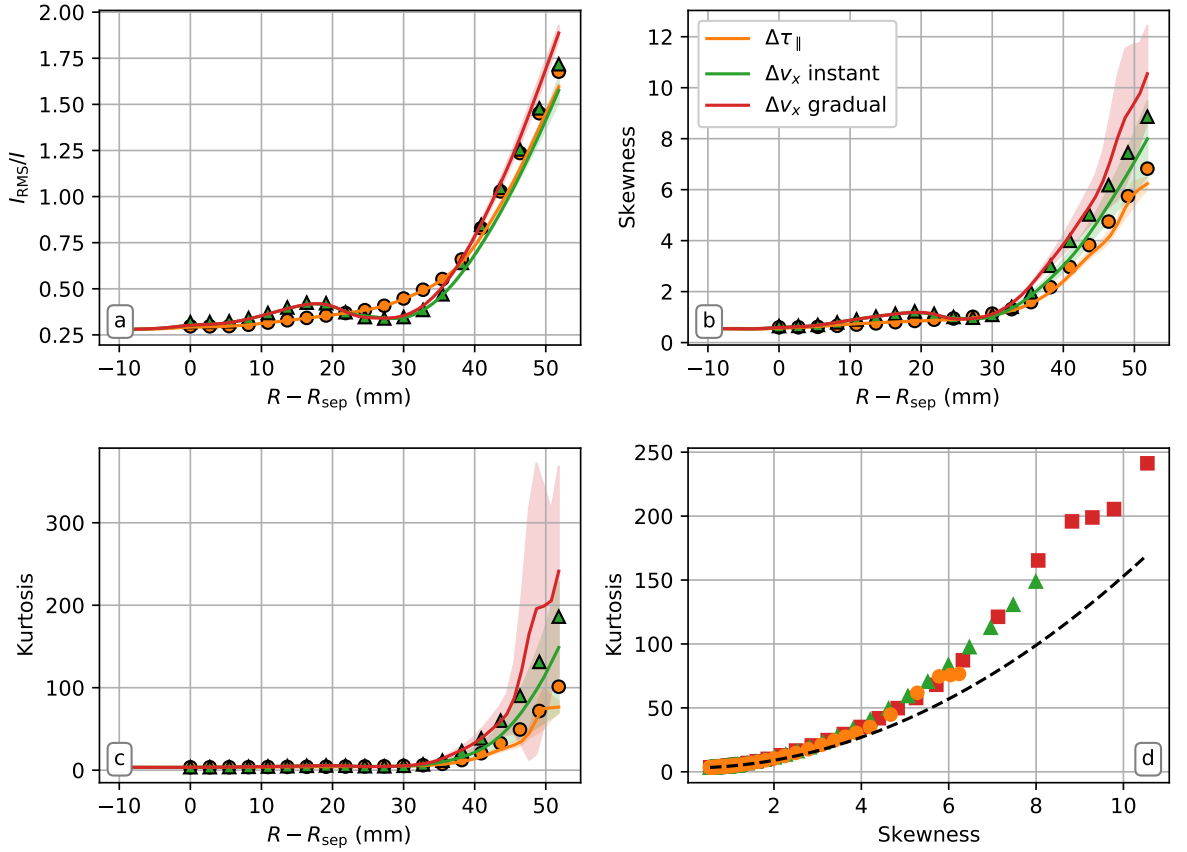 2.00
1.75
1.50
1.25
1.00
0.75
0.50
0.25
I_RMS/I
a
−10 0 10 20 30 40 50
R − R_sep (mm)
12
10
8
6
4
2
0
Skewness
Δτ_∥
Δv_x instant
Δv_x gradual
b
−10 0 10 20 30 40 50
R − R_sep (mm)
300
200
100
0
Kurtosis
c
−10 0 10 20 30 40 50
R − R_sep (mm)
250
200
150
100
50
0
Kurtosis
d
2 4 6 8 10
Skewness